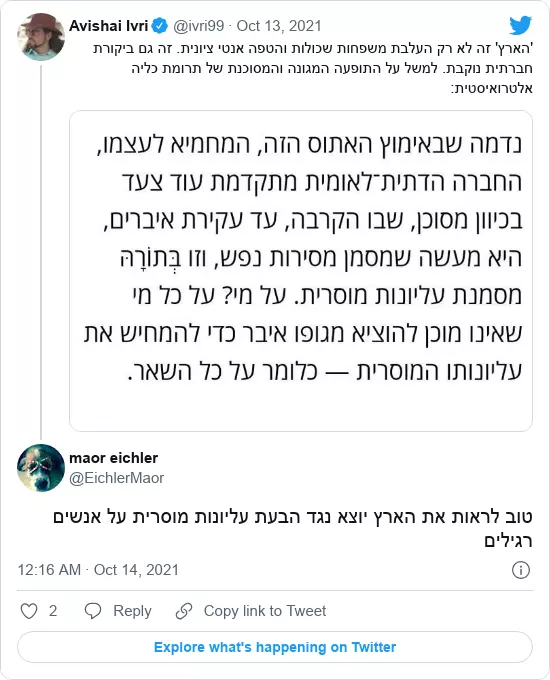 Avishai Ivri @ivri99 · Oct 13, 2021
'הארץ' זה לא רק העלבת משפחות שכולות והטפה אנטי ציונית. זה גם ביקורת
חברתית נוקבת. למשל על התופעה המגונה והמסוכנת של תרומת כליה
אלטרואיסטית:
נדמה שבאימוץ האתוס הזה, המחמיא לעצמו,
החברה הדתית־לאומית מתקדמת עוד צעד
בכיוון מסוכן, שבו הקרבה, עד עקירת איברים,
היא מעשה שמסמן מסירות נפש, וזו בְּתוֹרָהּ
מסמנת עליונות מוסרית. על מי? על כל מי
שאינו מוכן להוציא מגופו איבר כדי להמחיש את
עליונותו המוסרית — כלומר על כל השאר.
maor eichler
@EichlerMaor
טוב לראות את הארץ יוצא נגד הבעת עליונות מוסרית על אנשים
רגילים
12:16 AM · Oct 14, 2021
2 Reply Copy link to Tweet
Explore what's happening on Twitter